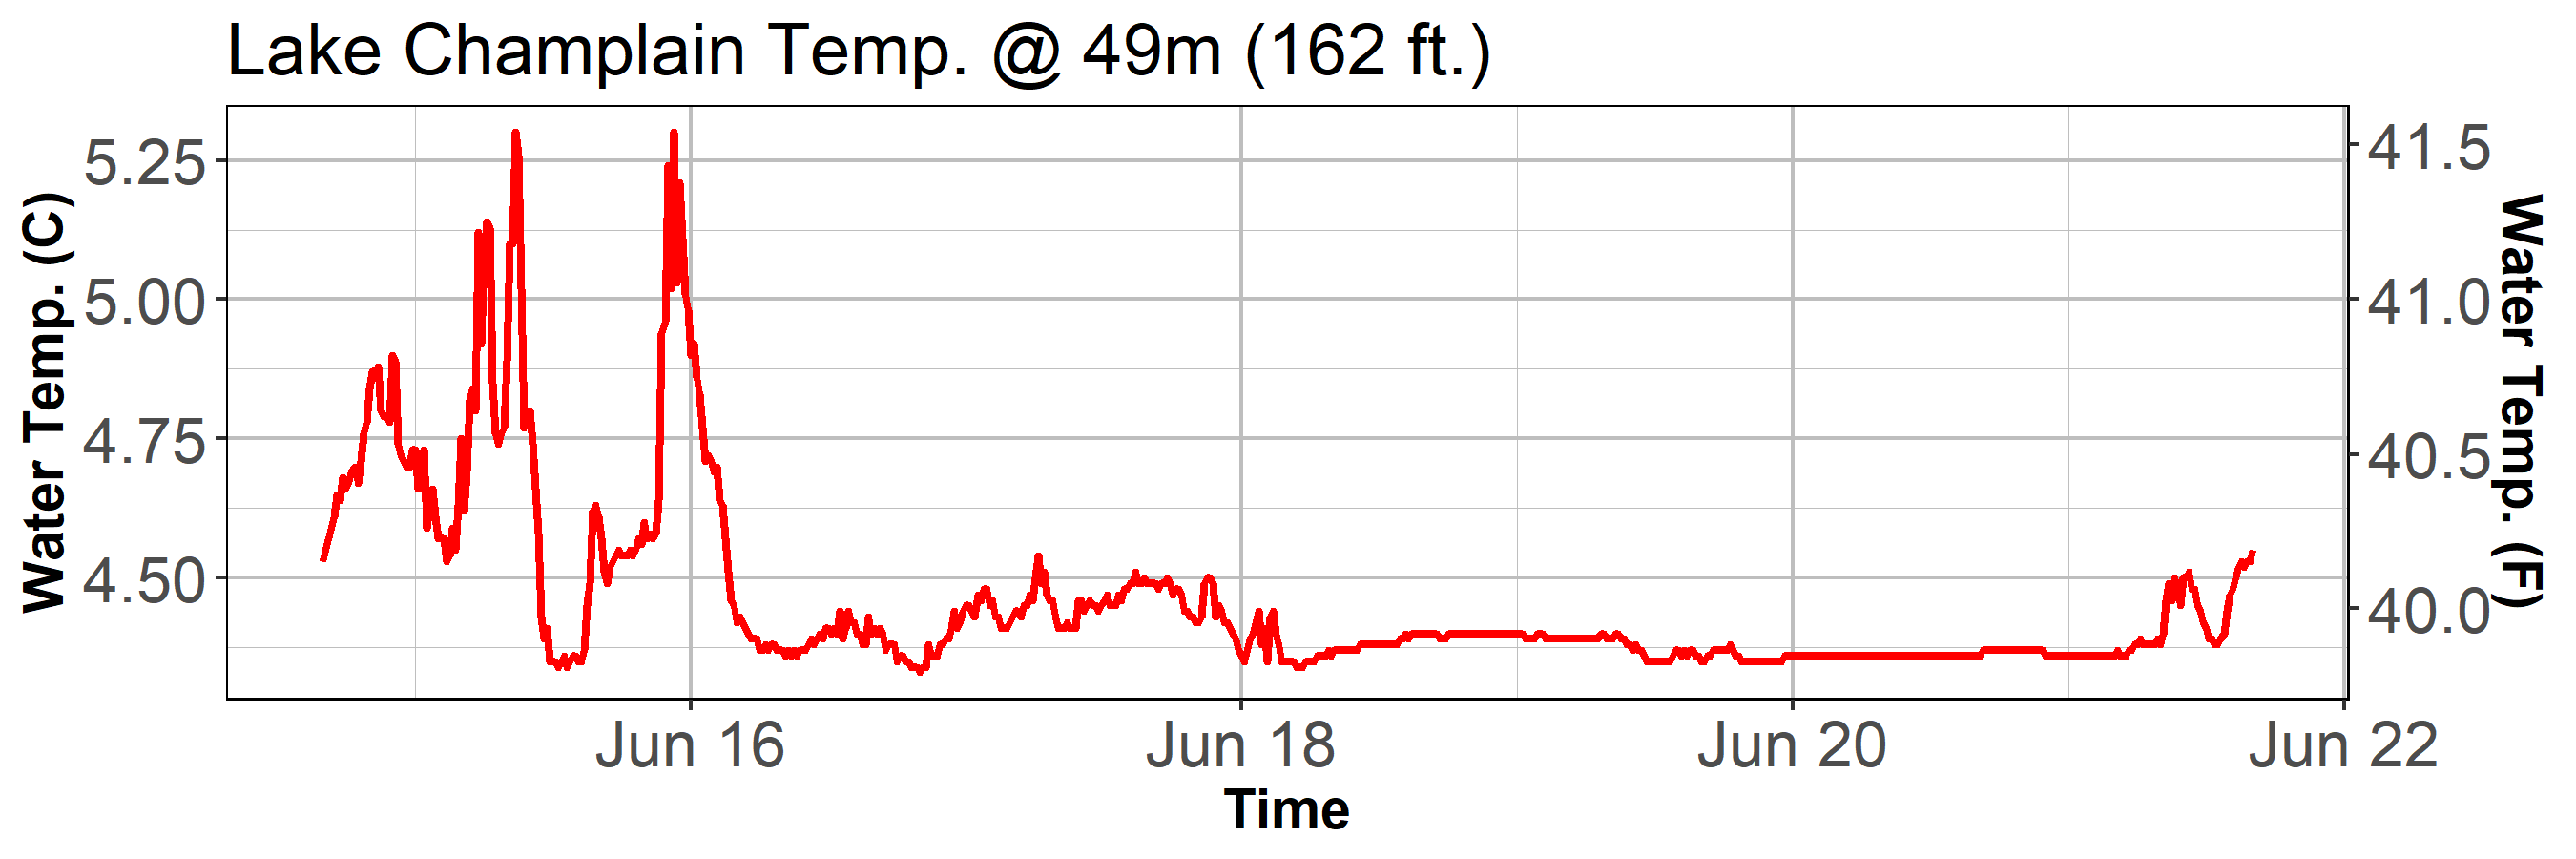 Lake Champlain Temp. @ 49m (162 ft.)
Water Temp. (C)
5.25
5.00
4.75
4.50
41.5
41.0
40.5
40.0
Water Temp. (F)
Jun 16 Jun 18 Jun 20 Jun 22
Time